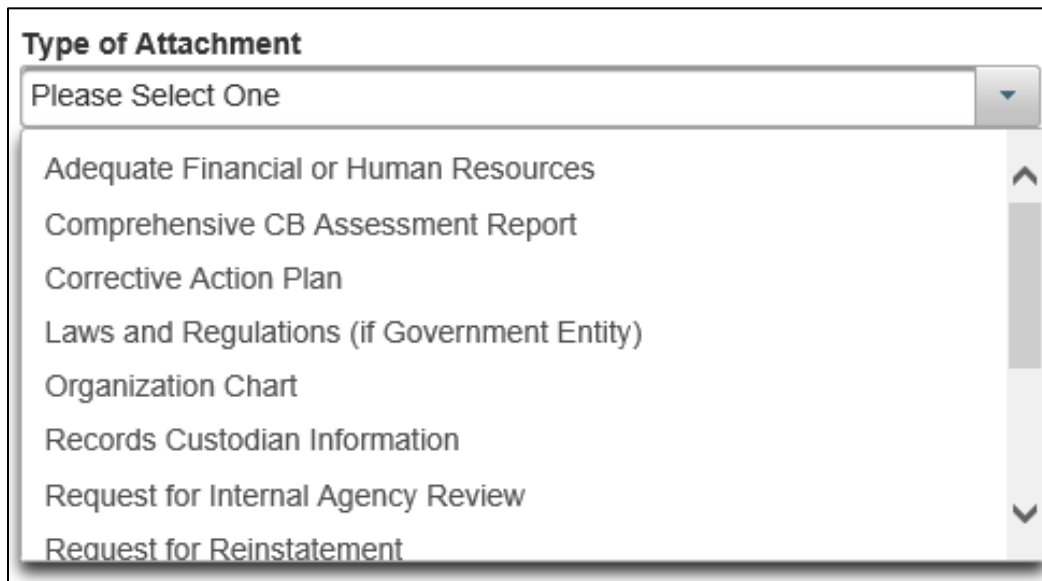 Type of Attachment
Please Select One
Adequate Financial or Human Resources
Comprehensive CB Assessment Report
Corrective Action Plan
Laws and Regulations (if Government Entity)
Organization Chart
Records Custodian Information
Request for Internal Agency Review
Request for Reinstatement